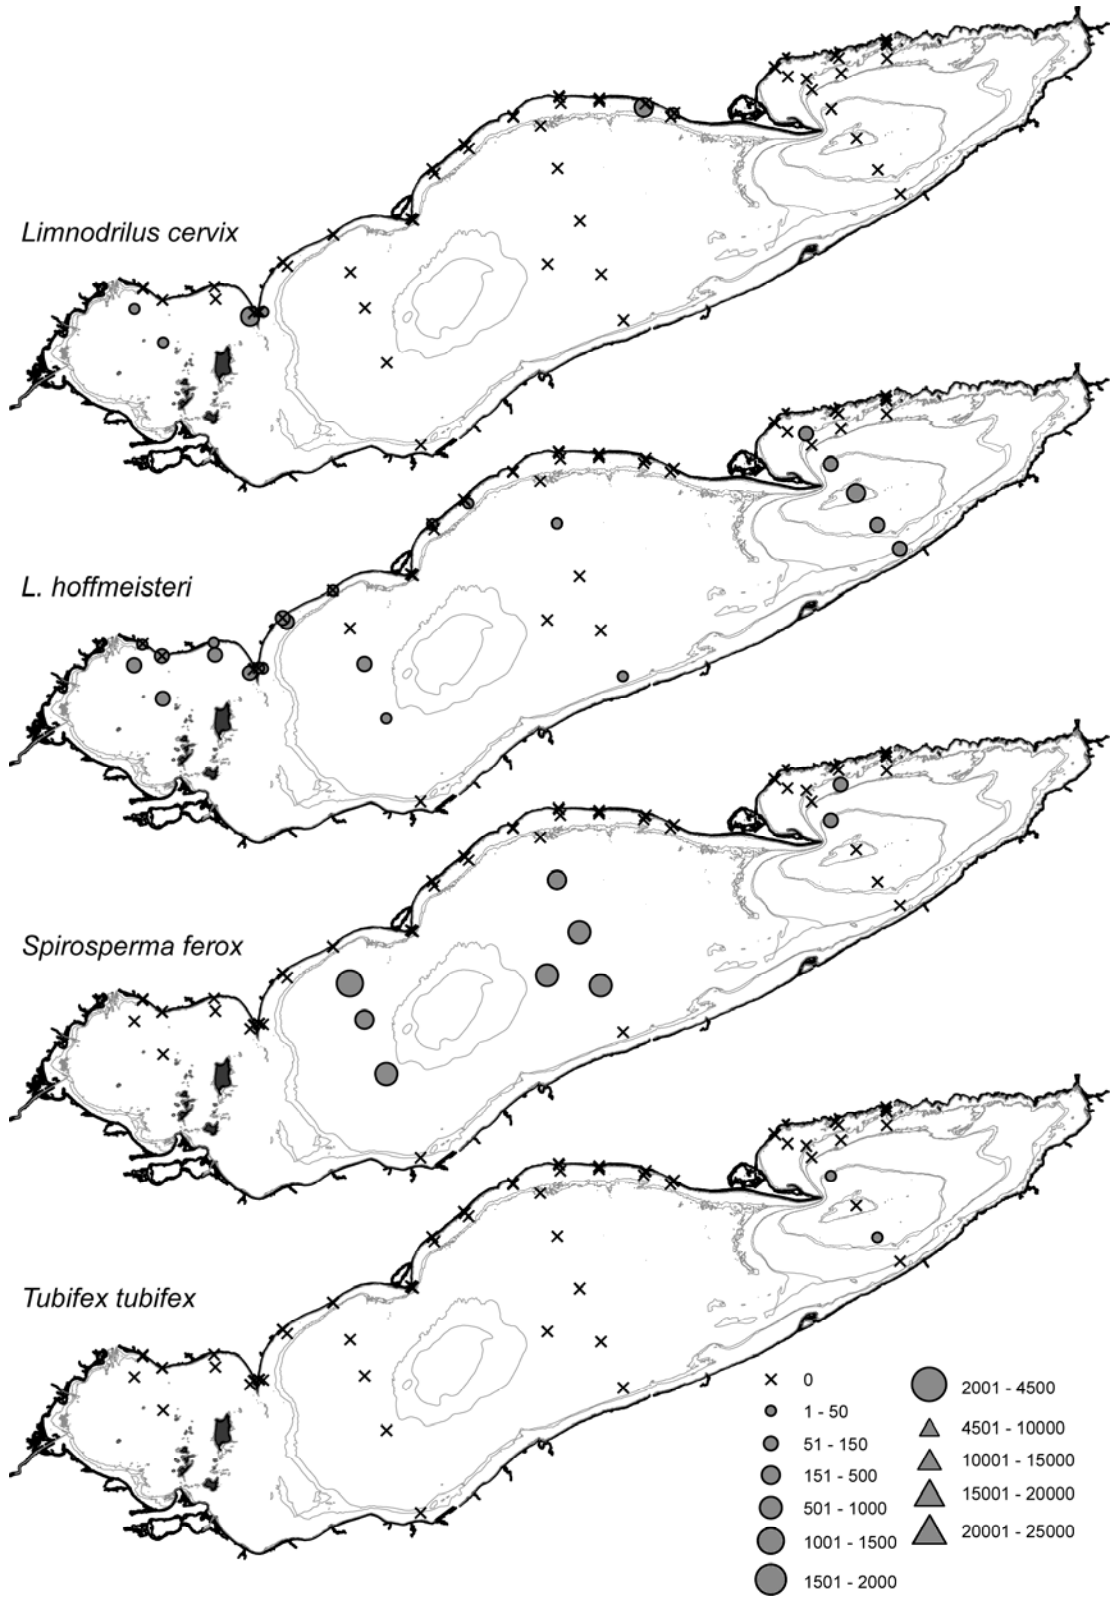 Limnodrilus cervix
L. hoffmeisteri
Spirosperma ferox
Tubifex tubifex
0
1 - 50
51 - 150
151 - 500
501 - 1000
1001 - 1500
1501 - 2000
2001 - 4500
4501 - 10000
10001 - 15000
15001 - 20000
20001 - 25000